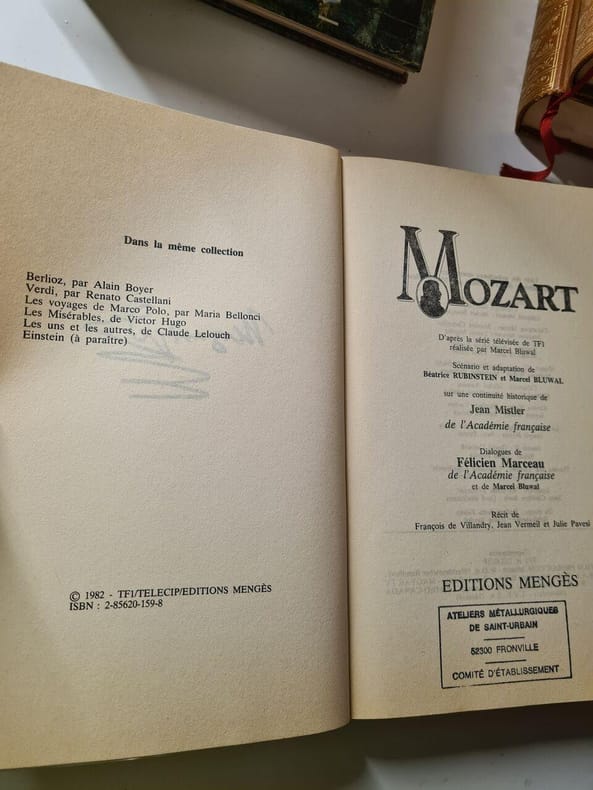 Dans la même collection
Berlioz, par Alain Boyer
Verdi, par Renato Castellani
Les voyages de Marco Polo, par Maria Bellonci
Les Misérables, de Victor Hugo
Les uns et les autres, de Claude Lelouch
Einstein (à paraître)
© 1982 - TF1/TELECIP/EDITIONS MENGÈS
ISBN : 2-85620-159-8
MOZART
D'après la série télévisée de TF1
réalisée par Marcel Bluwal
Scénario et adaptation de
Béatrice RUBINSTEIN et Marcel BLUWAL
sur une continuité historique de
Jean Mistler
de l'Académie française
Dialogues de
Félicien Marceau
de l'Académie française
et de Marcel Bluwal
Récit de
François de Villandry, Jean Vermeil et Julie Pavesi
EDITIONS MENGÈS
ATELIERS MÉTALLURGIQUES
DE SAINT-URBAIN
52300 FRONVILLE
COMITÉ D'ÉTABLISSEMENT